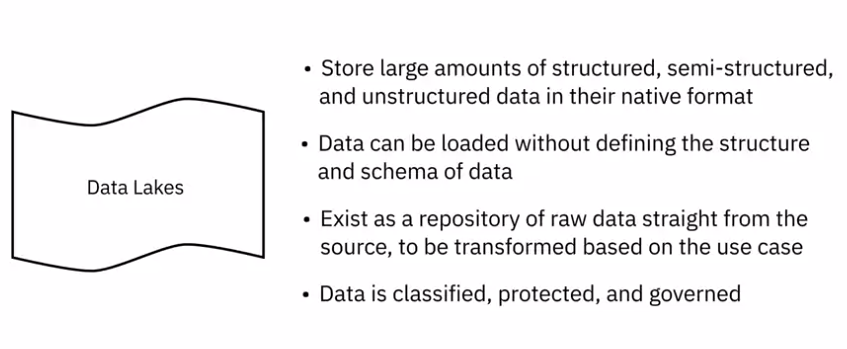 Data Lakes
• Store large amounts of structured, semi-structured,
and unstructured data in their native format
• Data can be loaded without defining the structure
and schema of data
• Exist as a repository of raw data straight from the
source, to be transformed based on the use case
• Data is classified, protected, and governed